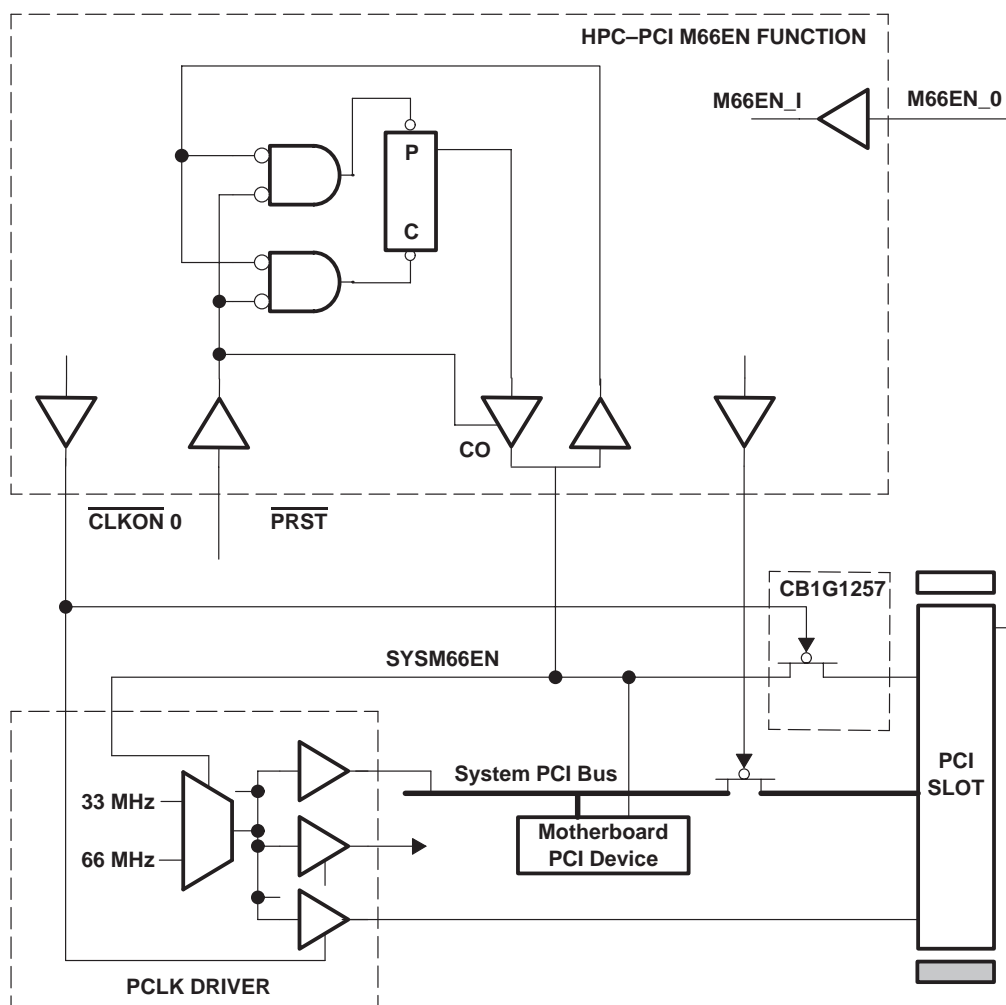 HPC–PCI M66EN FUNCTION
M66EN_I
M66EN_0
P
C
CO
CLKON 0
PRST
CB1G1257
SYSM66EN
System PCI Bus
PCI
SLOT
33 MHz
66 MHz
Motherboard
PCI Device
PCLK DRIVER